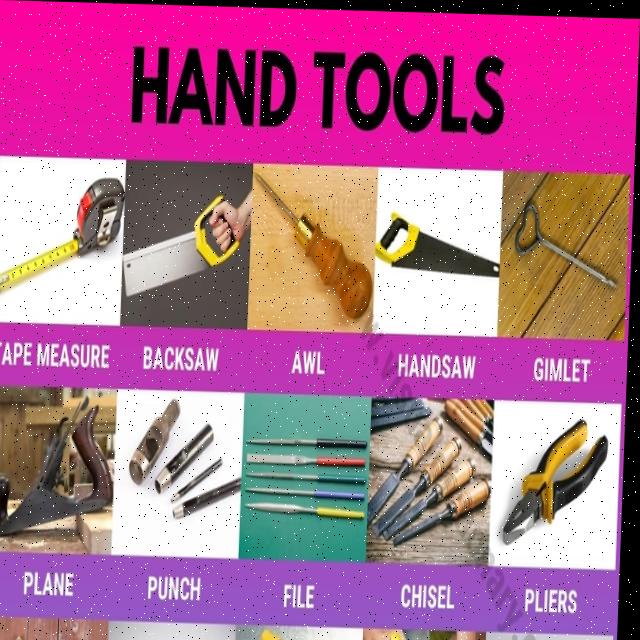 HAND TOOLS
TAPE MEASURE BACKSAW AWL HANDSAW GIMLET
PLANE PUNCH FILE CHISEL PLIERS